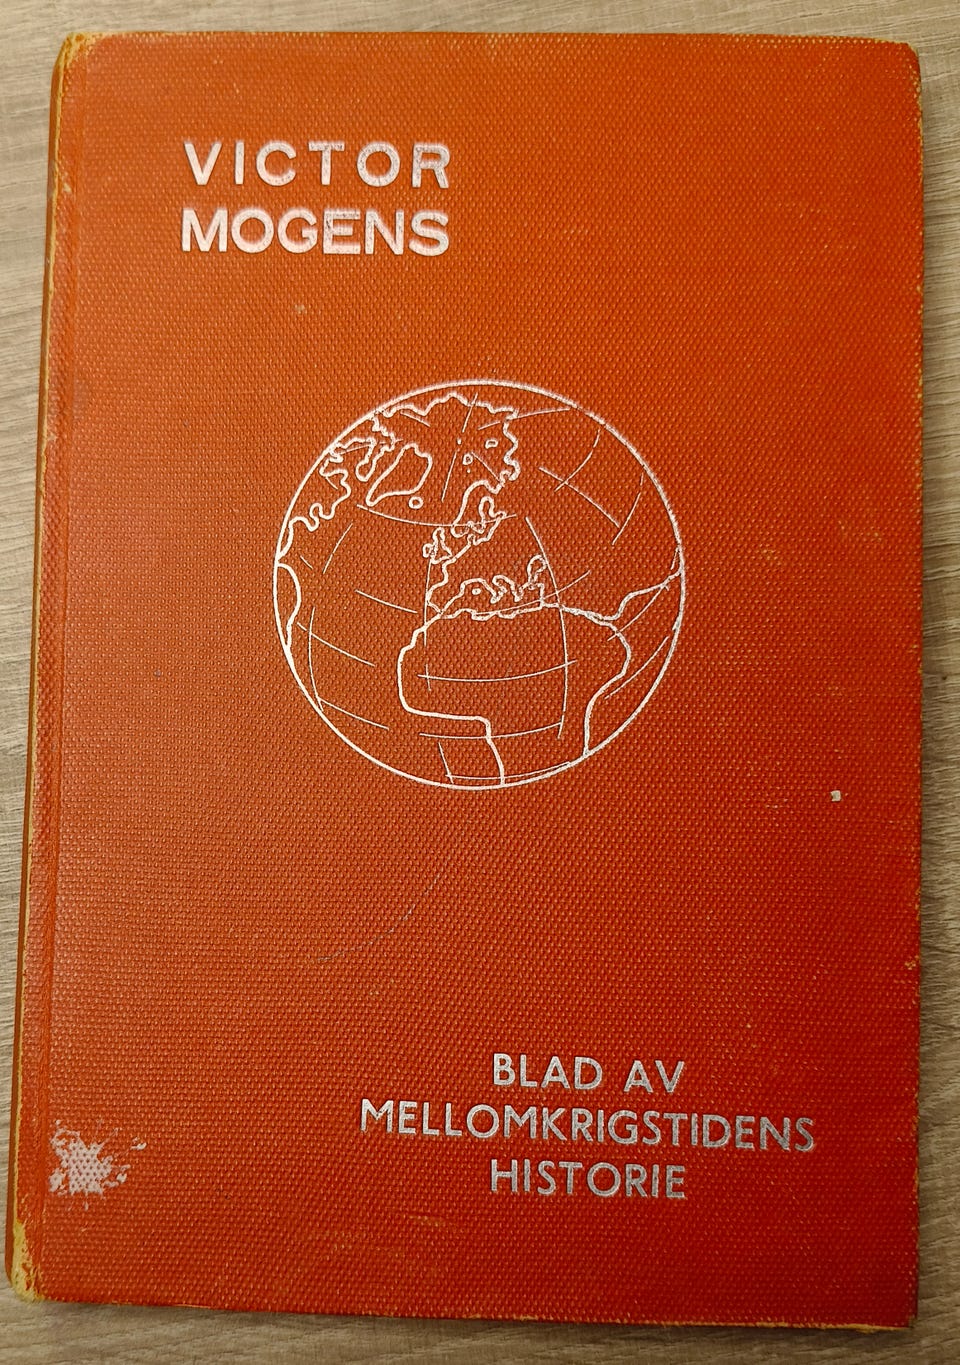 VICTOR
MOGENS
BLAD AV
MELLOMKRIGSTIDENS
HISTORIE